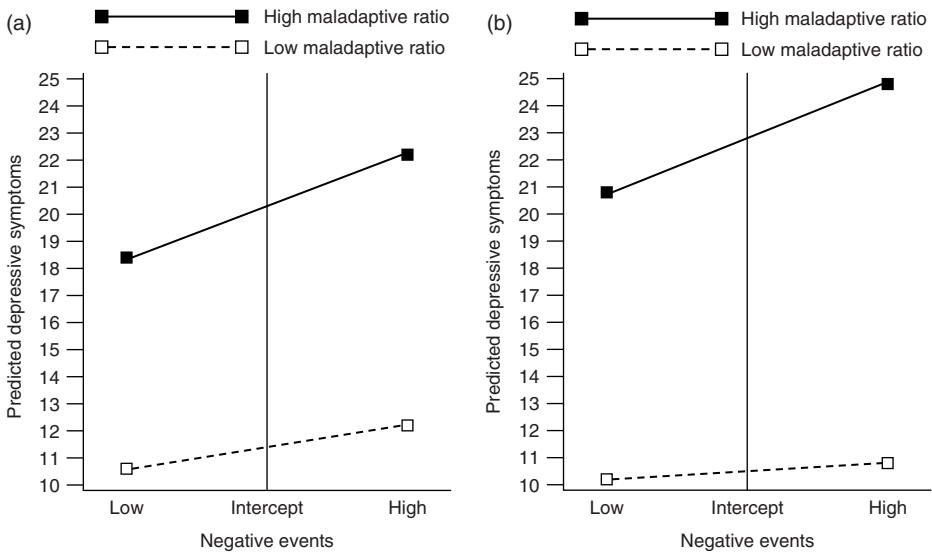 (a)
High maladaptive ratio
Low maladaptive ratio
25
24
23
22
21
20
19
18
17
16
15
14
13
12
11
10
Predicted depressive symptoms
Low Intercept High
Negative events
(b)
High maladaptive ratio
Low maladaptive ratio
25
24
23
22
21
20
19
18
17
16
15
14
13
12
11
10
Predicted depressive symptoms
Low Intercept High
Negative events